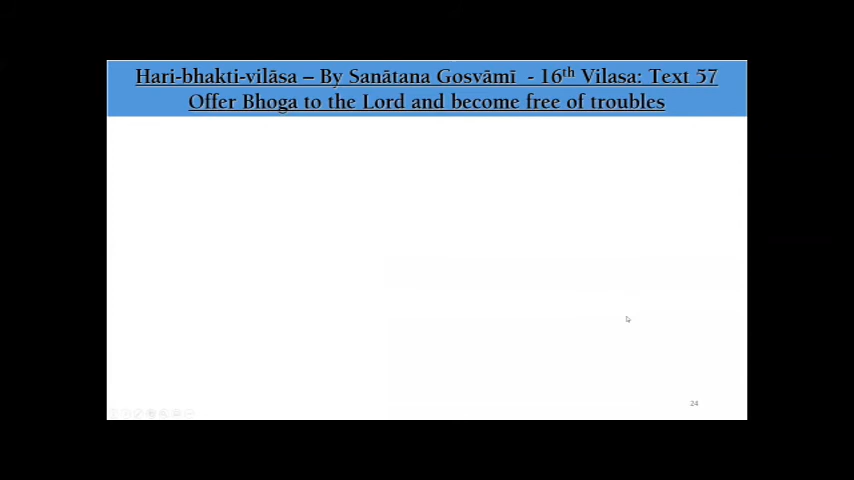 Hari-bhakti-vilāsa – By Sanātana Gosvāmī - 16th Vilasa: Text 57
Offer Bhoga to the Lord and become free of troubles
24